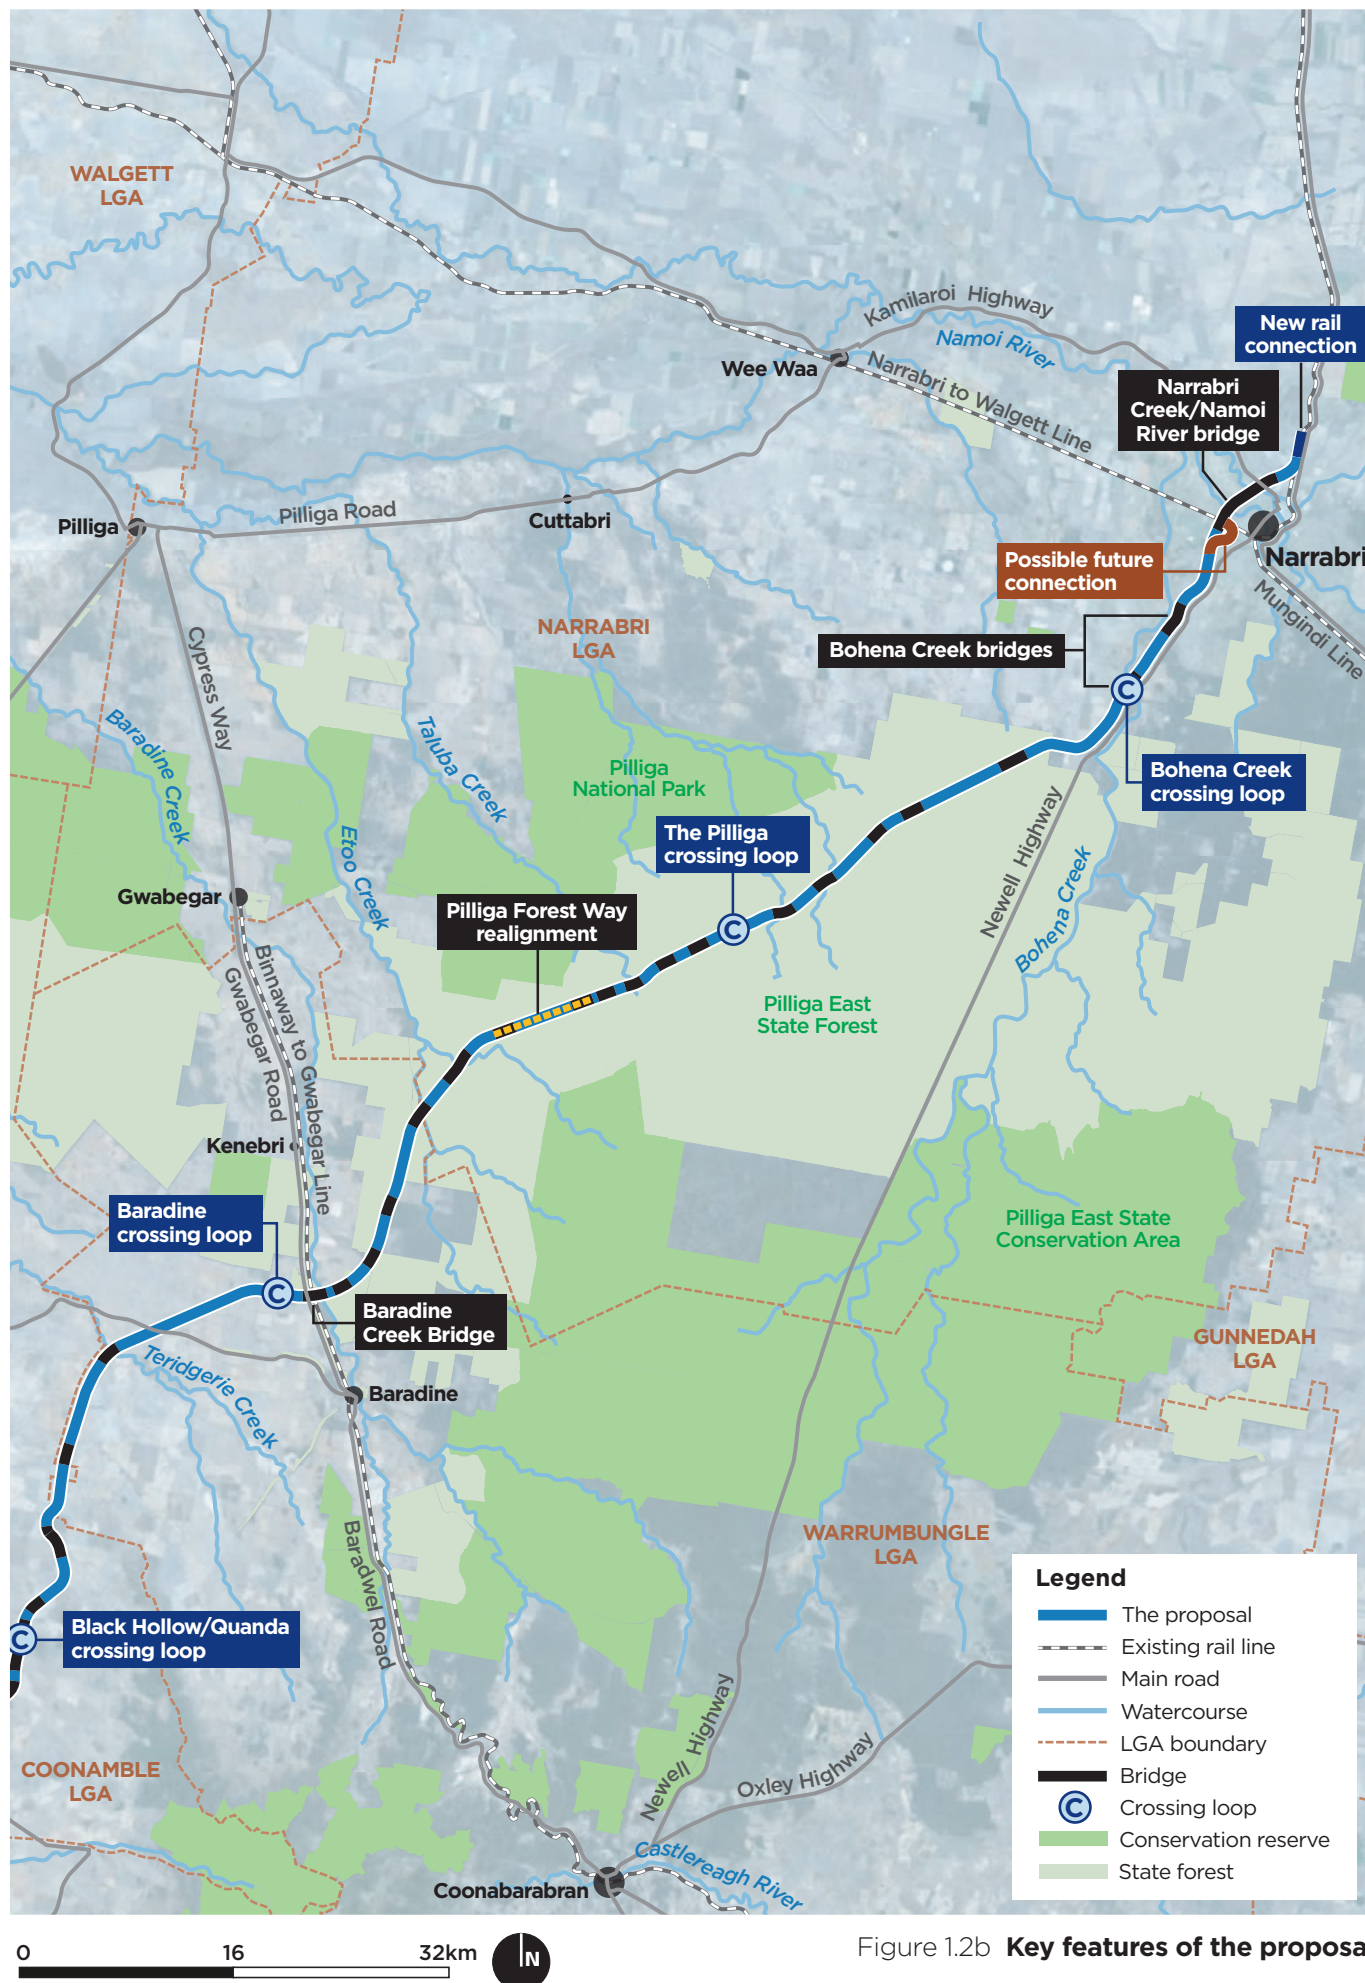 WALGETT
LGA
Kamilaroi Highway
Namoi River
New rail
connection
Wee Waa
Narrabri to Walgett Line
Narrabri
Creek/Namoi
River bridge
Pilliga
Pilliga Road
Cuttabri
Narrabri
Possible future
connection
Mungindi Line
NARRABRI
LGA
Bohena Creek bridges
C
Cypress Way
Baradine Creek
Taluba Creek
Pilliga
National Park
Bohena Creek
crossing loop
Etoo Creek
The Pilliga
crossing loop
Newell Highway
Bohena Creek
Gwabegar
Pilliga Forest Way
realignment
C
Binnaway to Gwabegar Line
Gwabegar Road
Pilliga East
State Forest
Kenebri
Baradine
crossing loop
Pilliga East State
Conservation Area
C
Baradine
Creek Bridge
GUNNEDAH
LGA
Teridgerie Creek
Baradine
WARRUMBUNGLE
LGA
Baradwel Road
Black Hollow/Quanda
crossing loop
C
Newell Highway
Oxley Highway
COONAMBLE
LGA
Castlereagh River
Coonabarabran
Legend
The proposal
Existing rail line
Main road
Watercourse
LGA boundary
Bridge
C Crossing loop
Conservation reserve
State forest
0 16 32km
N
Figure 1.2b Key features of the proposa